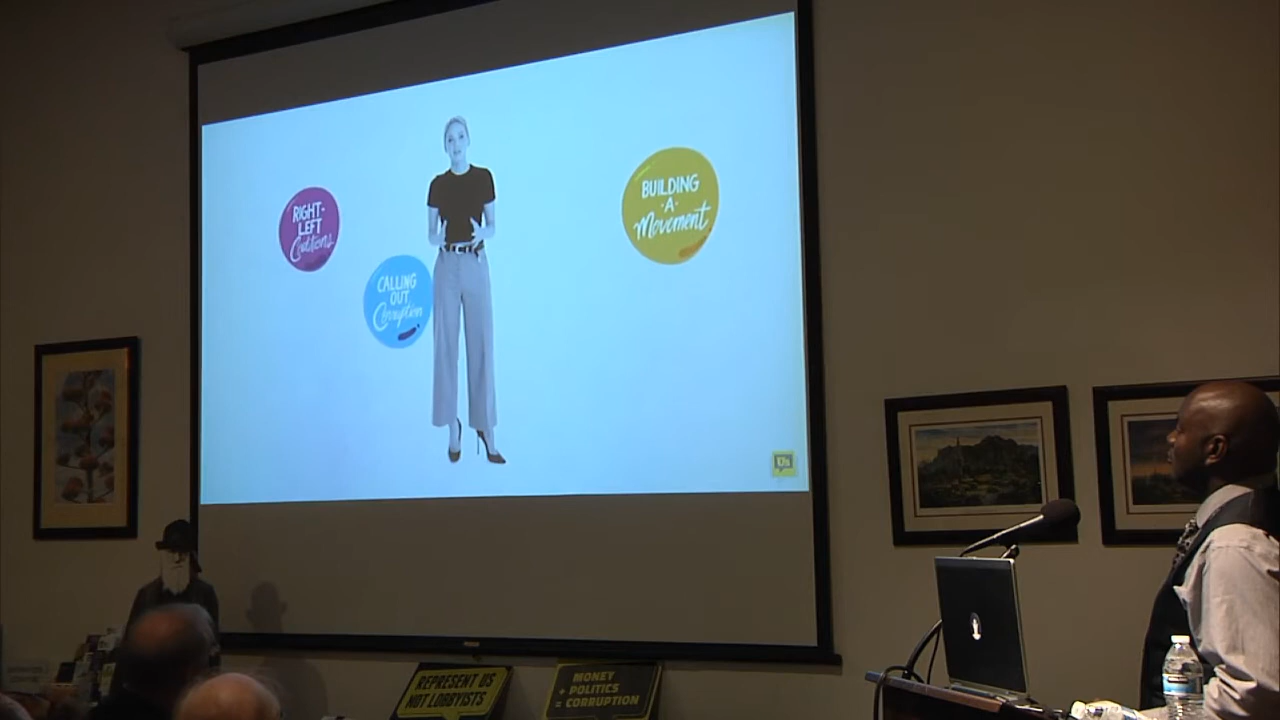 RIGHT-
LEFT
Coalitions
CALLING
OUT
Corruption
BUILDING
-A-
Movement
REPRESENT US
NOT LOBBYISTS
MONEY
+ POLITICS
= CORRUPTION